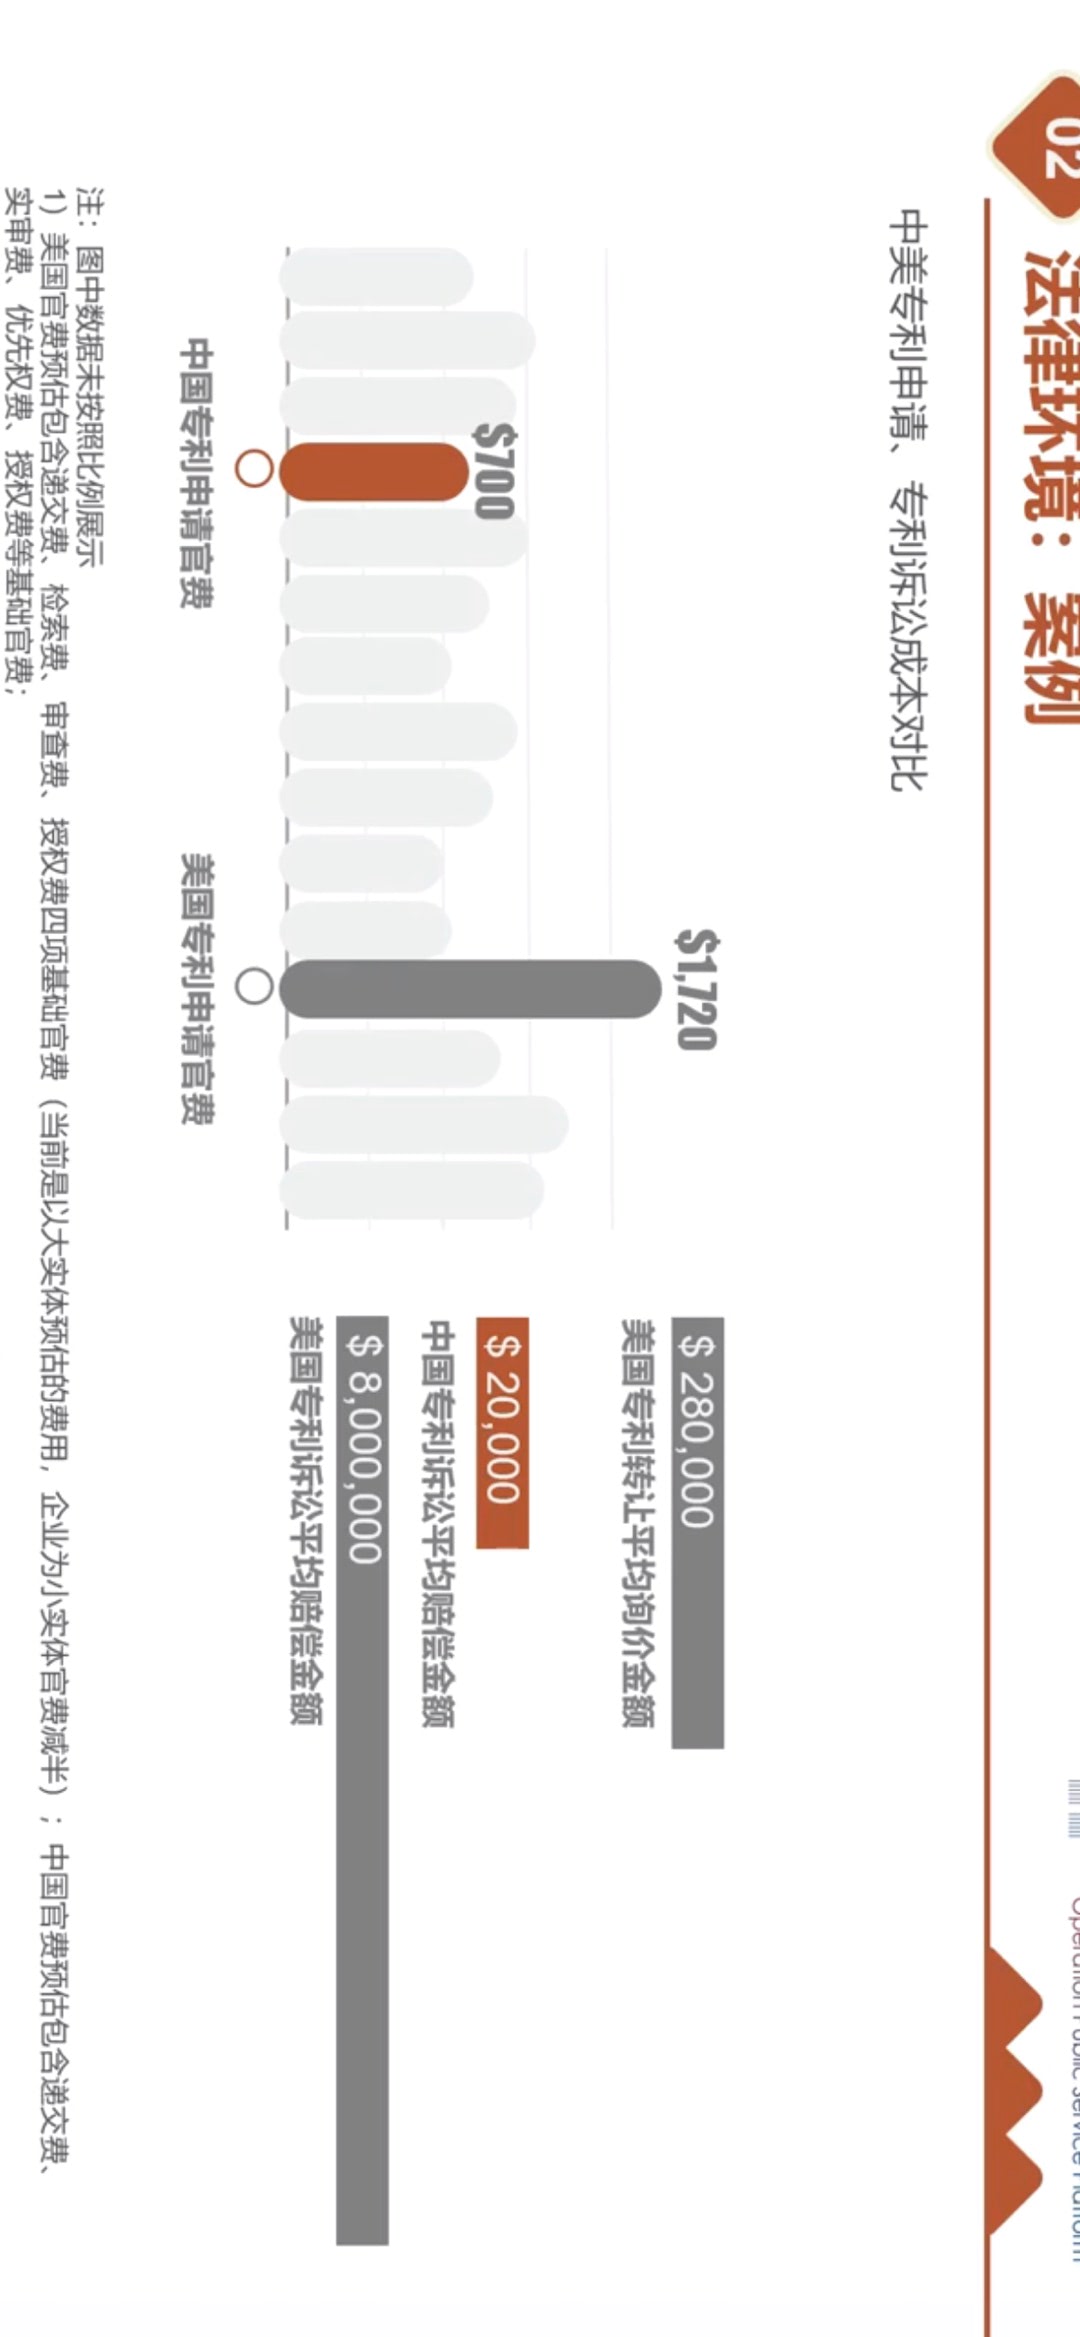 02
法律环境：案例
Operation Public Service Platform
中美专利申请、专利诉讼成本对比
$1,720
$700
中国专利申请官费
美国专利申请官费
$ 280,000
美国专利转让平均询价金额
$ 20,000
中国专利诉讼平均赔偿金额
$ 8,000,000
美国专利诉讼平均赔偿金额
注：图中数据未按照比例展示
1）美国官费预估包含递交费、检索费、审查费、授权费四项基础官费（当前是以大实体预估的费用，企业为小实体官费减半）；中国官费预估包含递交费、
实审费、优先权费、授权费等基础官费；